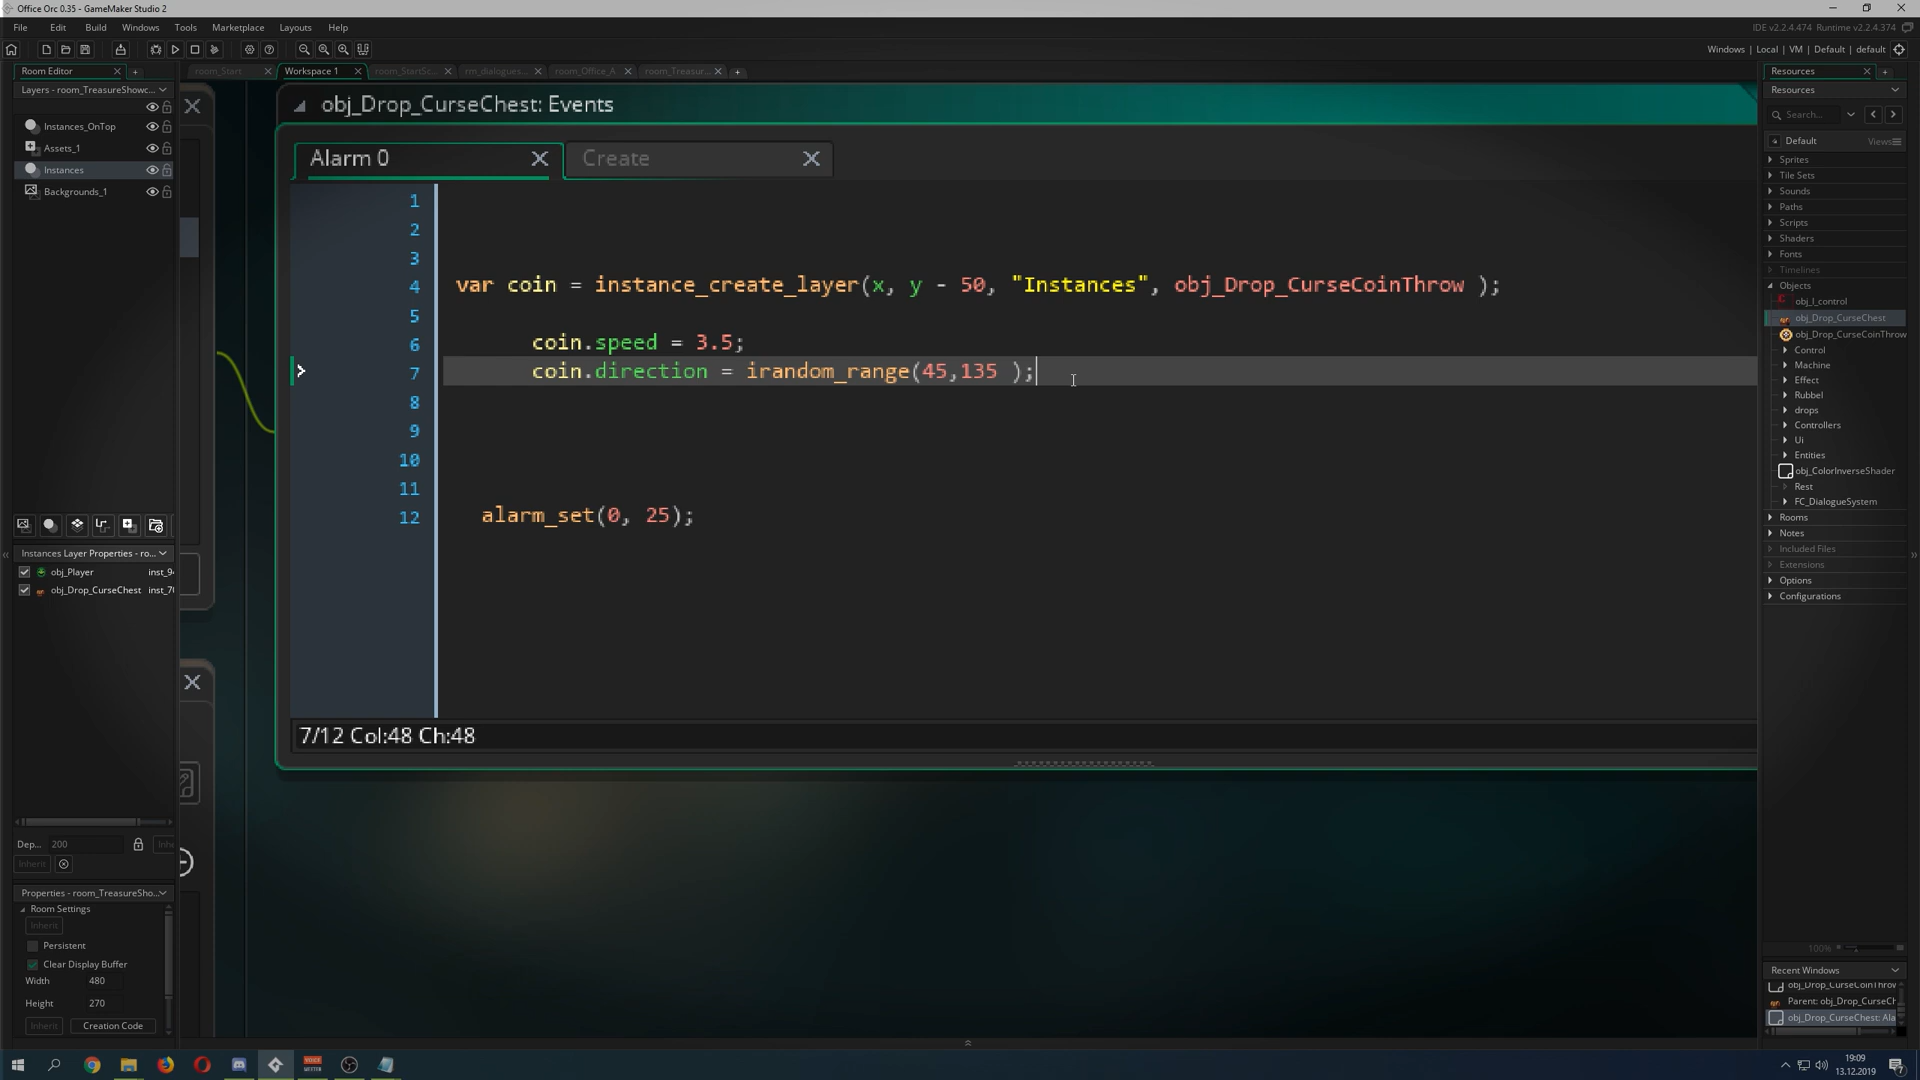 Office Orc 0.35 - GameMaker Studio 2
File Edit Build Windows Tools Marketplace Layouts Help
IDE v2.2.4.474 Runtime v2.2.4.374
Windows | Local | VM | Default | default
Room Editor
room_Start Workspace 1 room_StartSc... rm_dialogues... room_Office_A room_Treasur...
Layers - room_TreasureShowc...
Instances_OnTop
Assets_1
Instances
Backgrounds_1
Instances Layer Properties - ro...
obj_Player inst_94
obj_Drop_CurseChest inst_70
Dep... 200 Inhe
Inherit
Properties - room_TreasureSho...
Room Settings
Inherit
Persistent
Clear Display Buffer
Width 480
Height 270
Inherit Creation Code
obj_Drop_CurseChest: Events
Alarm 0 Create
1
2
3
4 var coin = instance_create_layer(x, y - 50, "Instances", obj_Drop_CurseCoinThrow );
5
6 coin.speed = 3.5;
7 coin.direction = irandom_range(45,135 );
8
9
10
11
12 alarm_set(0, 25);
7/12 Col:48 Ch:48
Resources
Resources
Search...
Default Views
Sprites
Tile Sets
Sounds
Paths
Scripts
Shaders
Fonts
Timelines
Objects
obj_I_control
obj_Drop_CurseChest
obj_Drop_CurseCoinThrow
Control
Machine
Effect
Rubbel
drops
Controllers
Ui
Entities
obj_ColorInverseShader
Rest
FC_DialogueSystem
Rooms
Notes
Included Files
Extensions
Options
Configurations
100%
Recent Windows
obj_Drop_CurseCoinThrov
Parent: obj_Drop_CurseCh
obj_Drop_CurseChest: Ala
VOICE
MEETER
19:09
13.12.2019
7